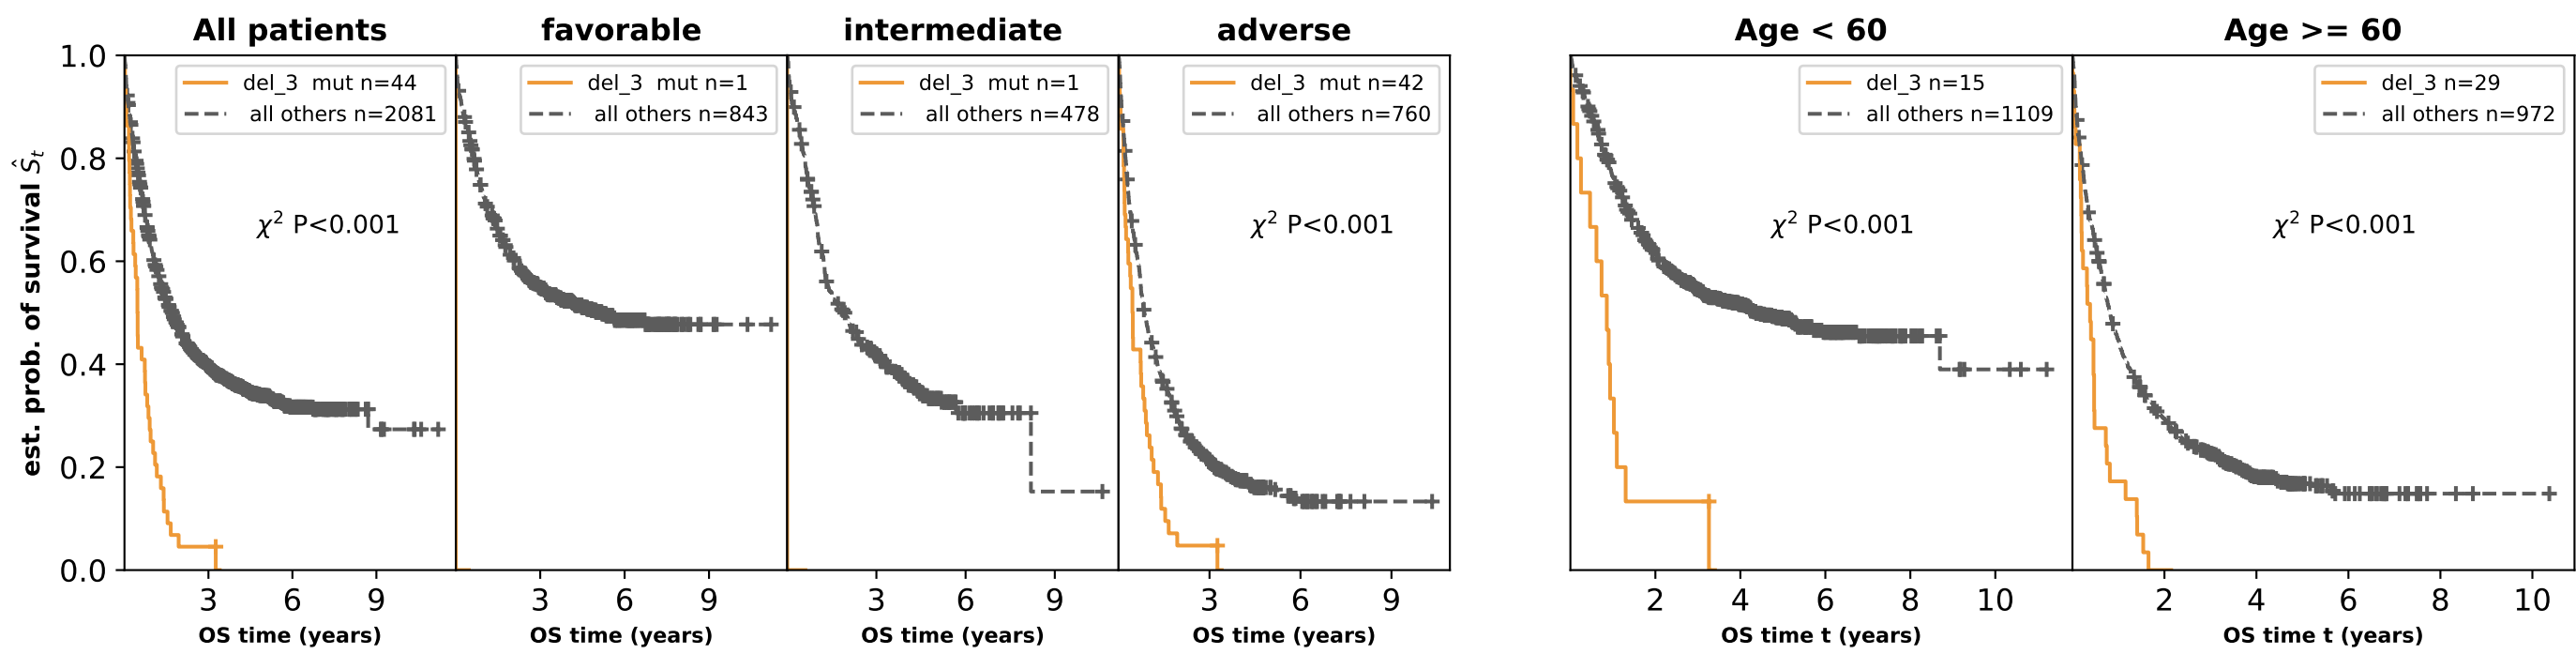 All patients
favorable
intermediate
adverse
Age < 60
Age >= 60
est. prob. of survival Ŝt
1.0
0.8
0.6
0.4
0.2
0.0
del_3 mut n=44
all others n=2081
χ² P<0.001
3 6 9
OS time (years)
del_3 mut n=1
all others n=843
3 6 9
OS time (years)
del_3 mut n=1
all others n=478
3 6 9
OS time (years)
del_3 mut n=42
all others n=760
χ² P<0.001
3 6 9
OS time (years)
del_3 n=15
all others n=1109
χ² P<0.001
2 4 6 8 10
OS time t (years)
del_3 n=29
all others n=972
χ² P<0.001
2 4 6 8 10
OS time t (years)